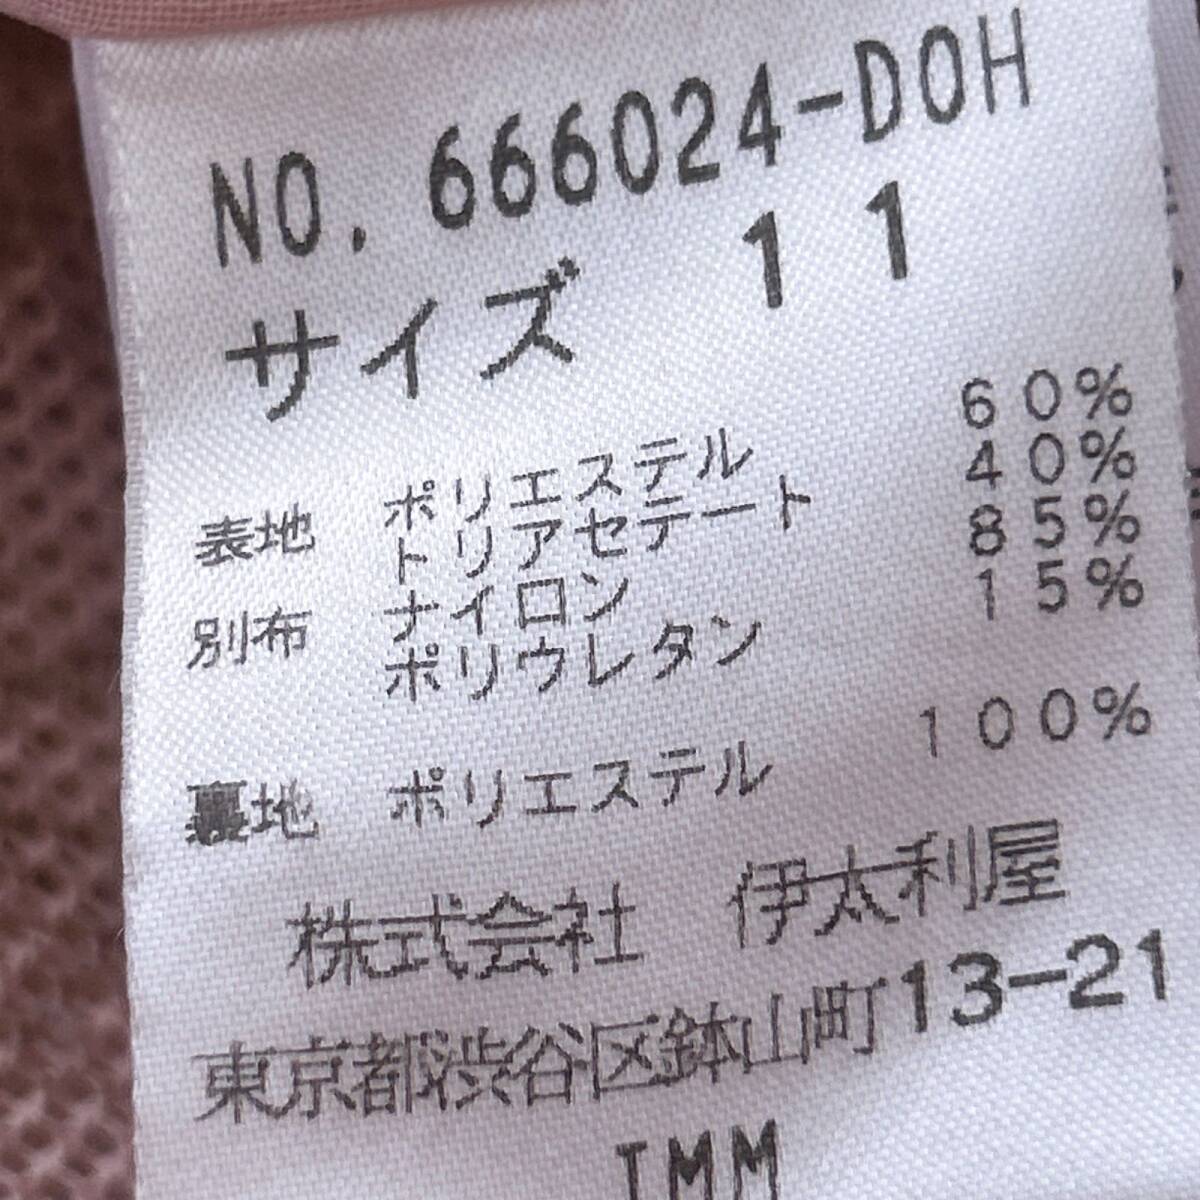 NO. 666024-DOH
サイズ 11
表地 ポリエステル 60%
トリアセテート 40%
別布 ナイロン 85%
ポリウレタン 15%
裏地 ポリエステル 100%
株式会社 伊太利屋
東京都渋谷区鉢山町13-21